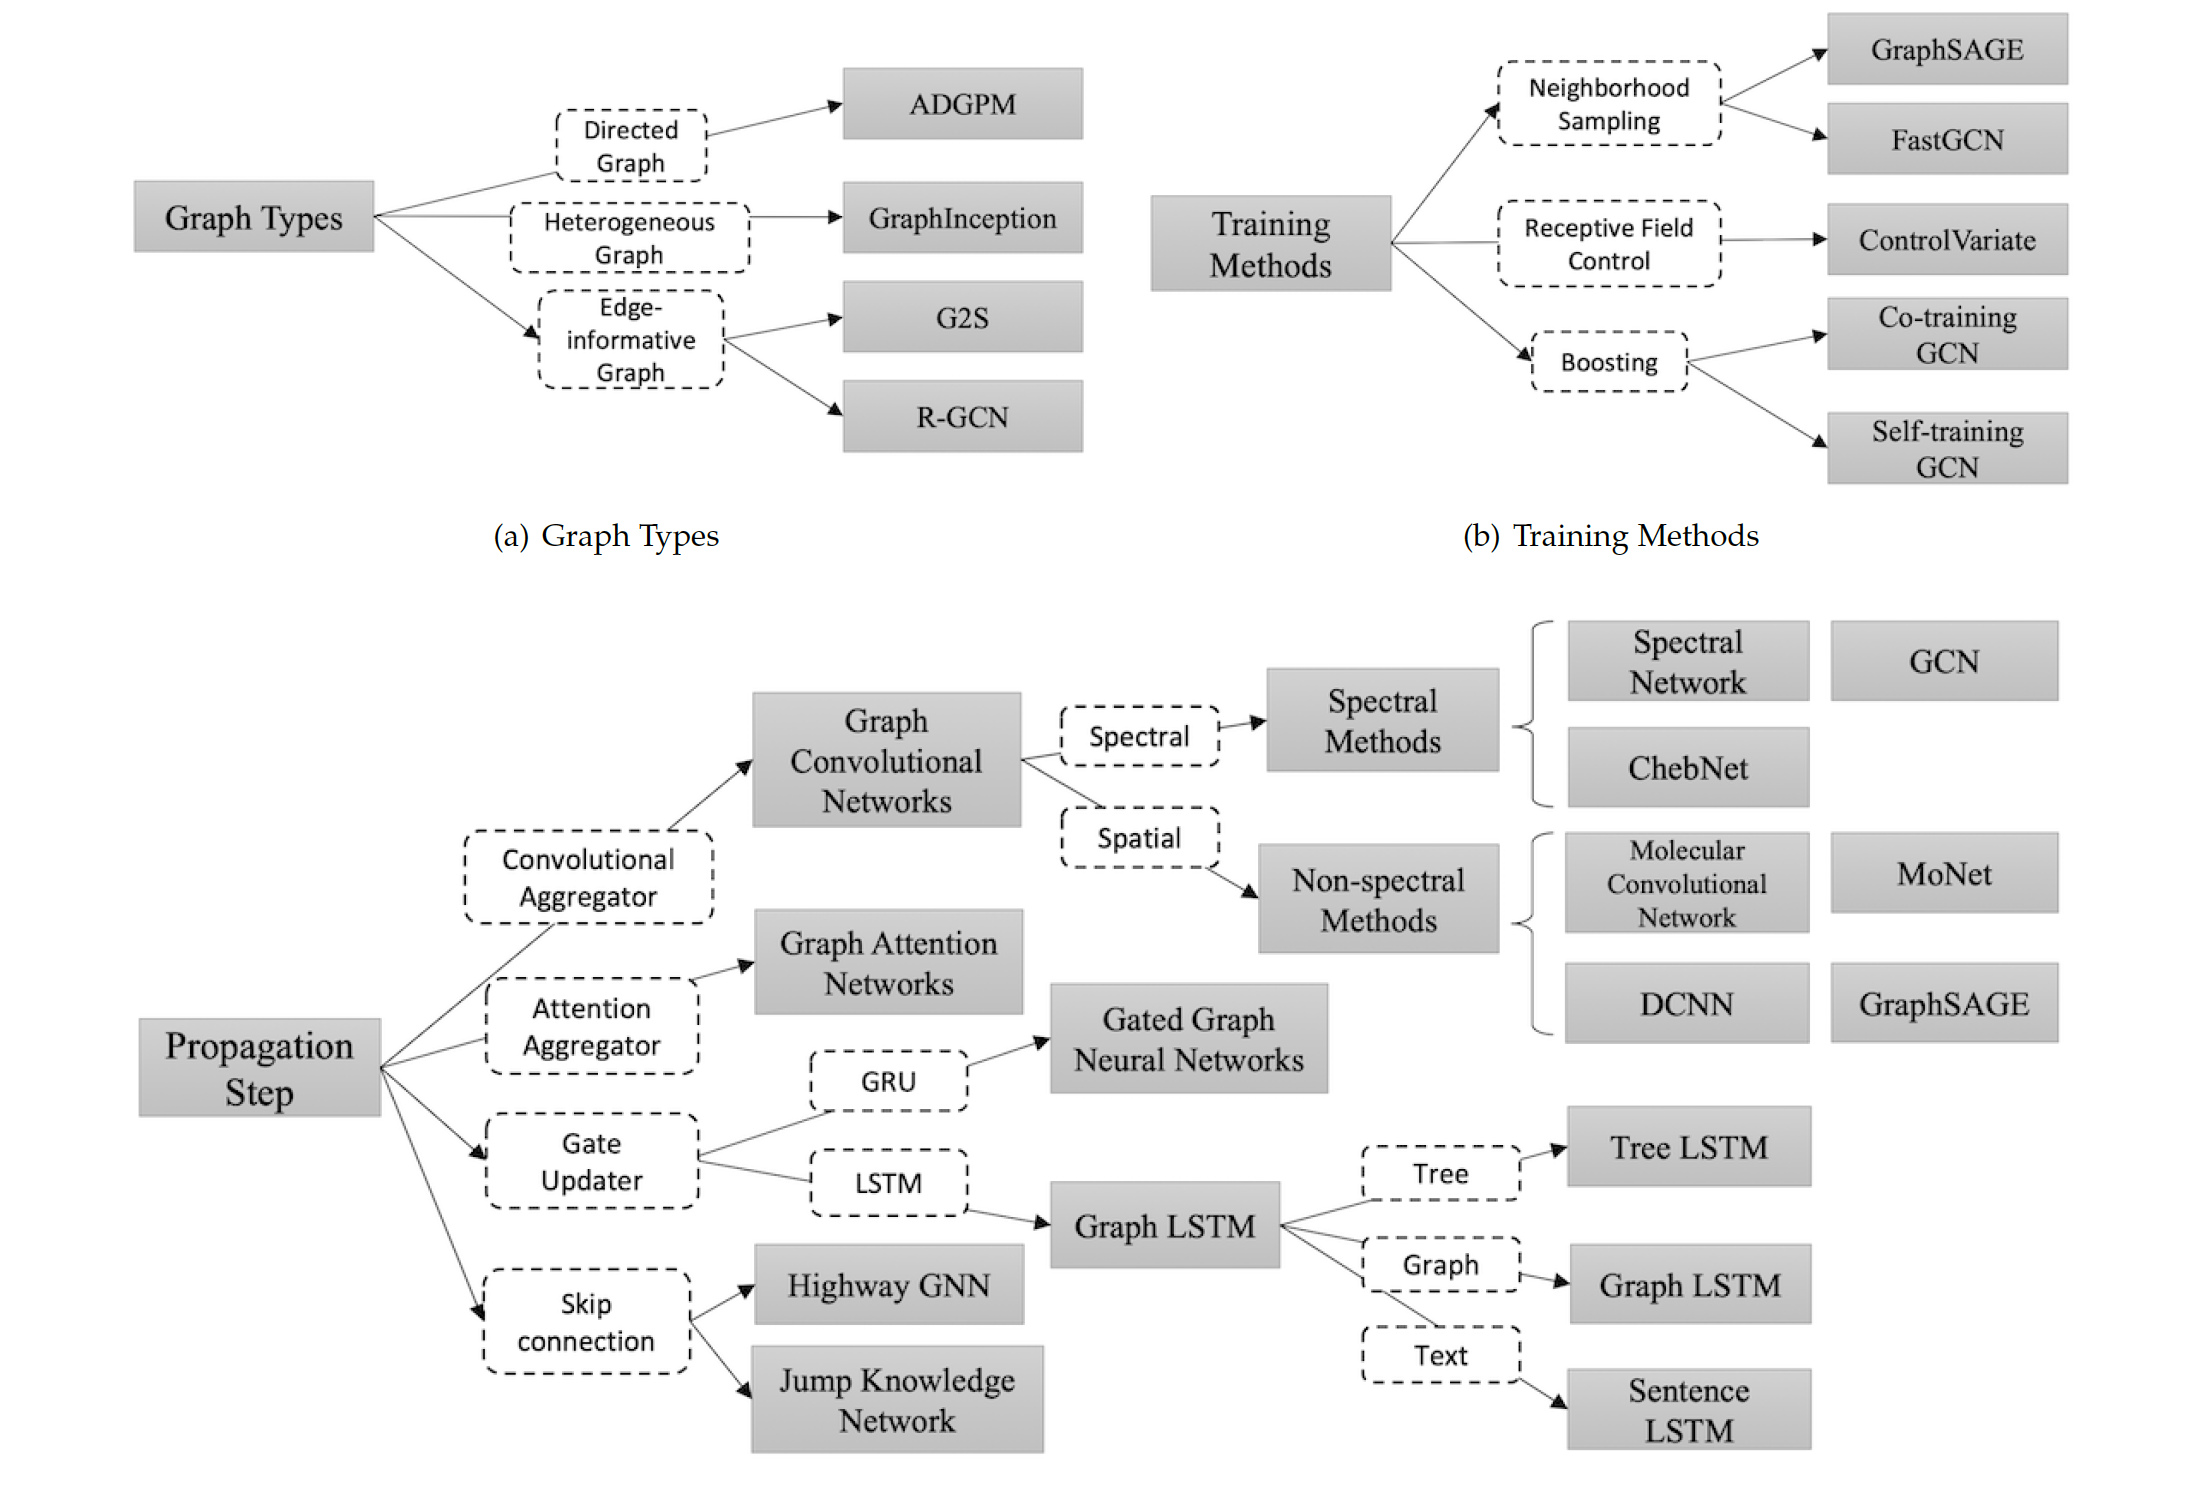 Graph Types
Directed
Graph
Heterogeneous
Graph
Edge-
informative
Graph
ADGPM
GraphInception
G2S
R-GCN
(a) Graph Types
Training
Methods
Neighborhood
Sampling
Receptive Field
Control
Boosting
GraphSAGE
FastGCN
ControlVariate
Co-training
GCN
Self-training
GCN
(b) Training Methods
Propagation
Step
Convolutional
Aggregator
Attention
Aggregator
Gate
Updater
Skip
connection
Graph
Convolutional
Networks
Graph Attention
Networks
GRU
LSTM
Highway GNN
Jump Knowledge
Network
Spectral
Spatial
Spectral
Methods
Non-spectral
Methods
Gated Graph
Neural Networks
Graph LSTM
Tree
Graph
Text
Spectral
Network
GCN
ChebNet
Molecular
Convolutional
Network
MoNet
DCNN
GraphSAGE
Tree LSTM
Graph LSTM
Sentence
LSTM